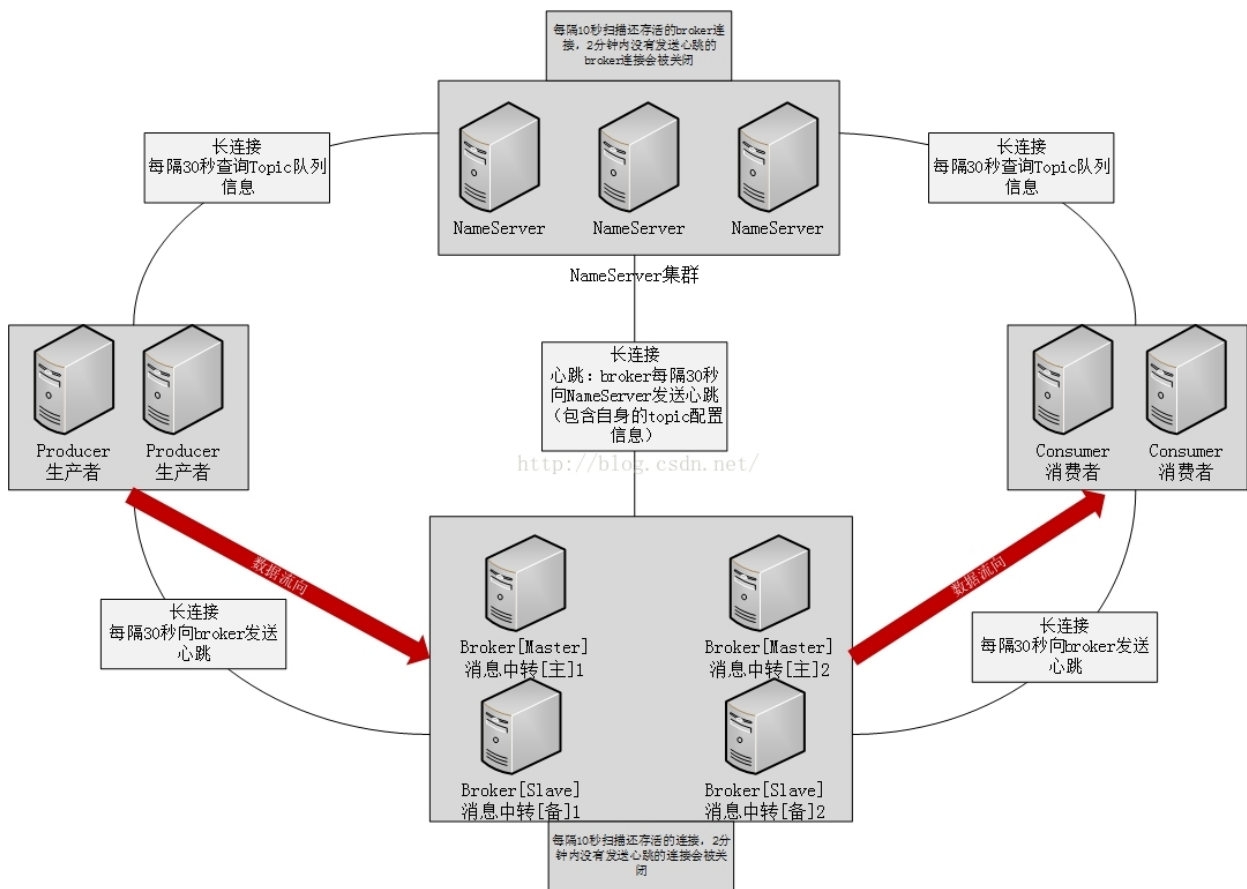 每隔10秒扫描还存活的broker连
接，2分钟内没有发送心跳的
broker连接会被关闭
NameServer
NameServer
NameServer
NameServer集群
长连接
每隔30秒查询Topic队列
信息
长连接
每隔30秒查询Topic队列
信息
Producer
生产者
Producer
生产者
长连接
心跳：broker每隔30秒
向NameServer发送心跳
（包含自身的topic配置
信息）
Consumer
消费者
Consumer
消费者
http://blog.csdn.net/
数据流向
数据流向
长连接
每隔30秒向broker发送
心跳
长连接
每隔30秒向broker发送
心跳
Broker[Master]
消息中转[主]1
Broker[Master]
消息中转[主]2
Broker[Slave]
消息中转[备]1
Broker[Slave]
消息中转[备]2
每隔10秒扫描还存活的连接，2分
钟内没有发送心跳的连接会被关
闭